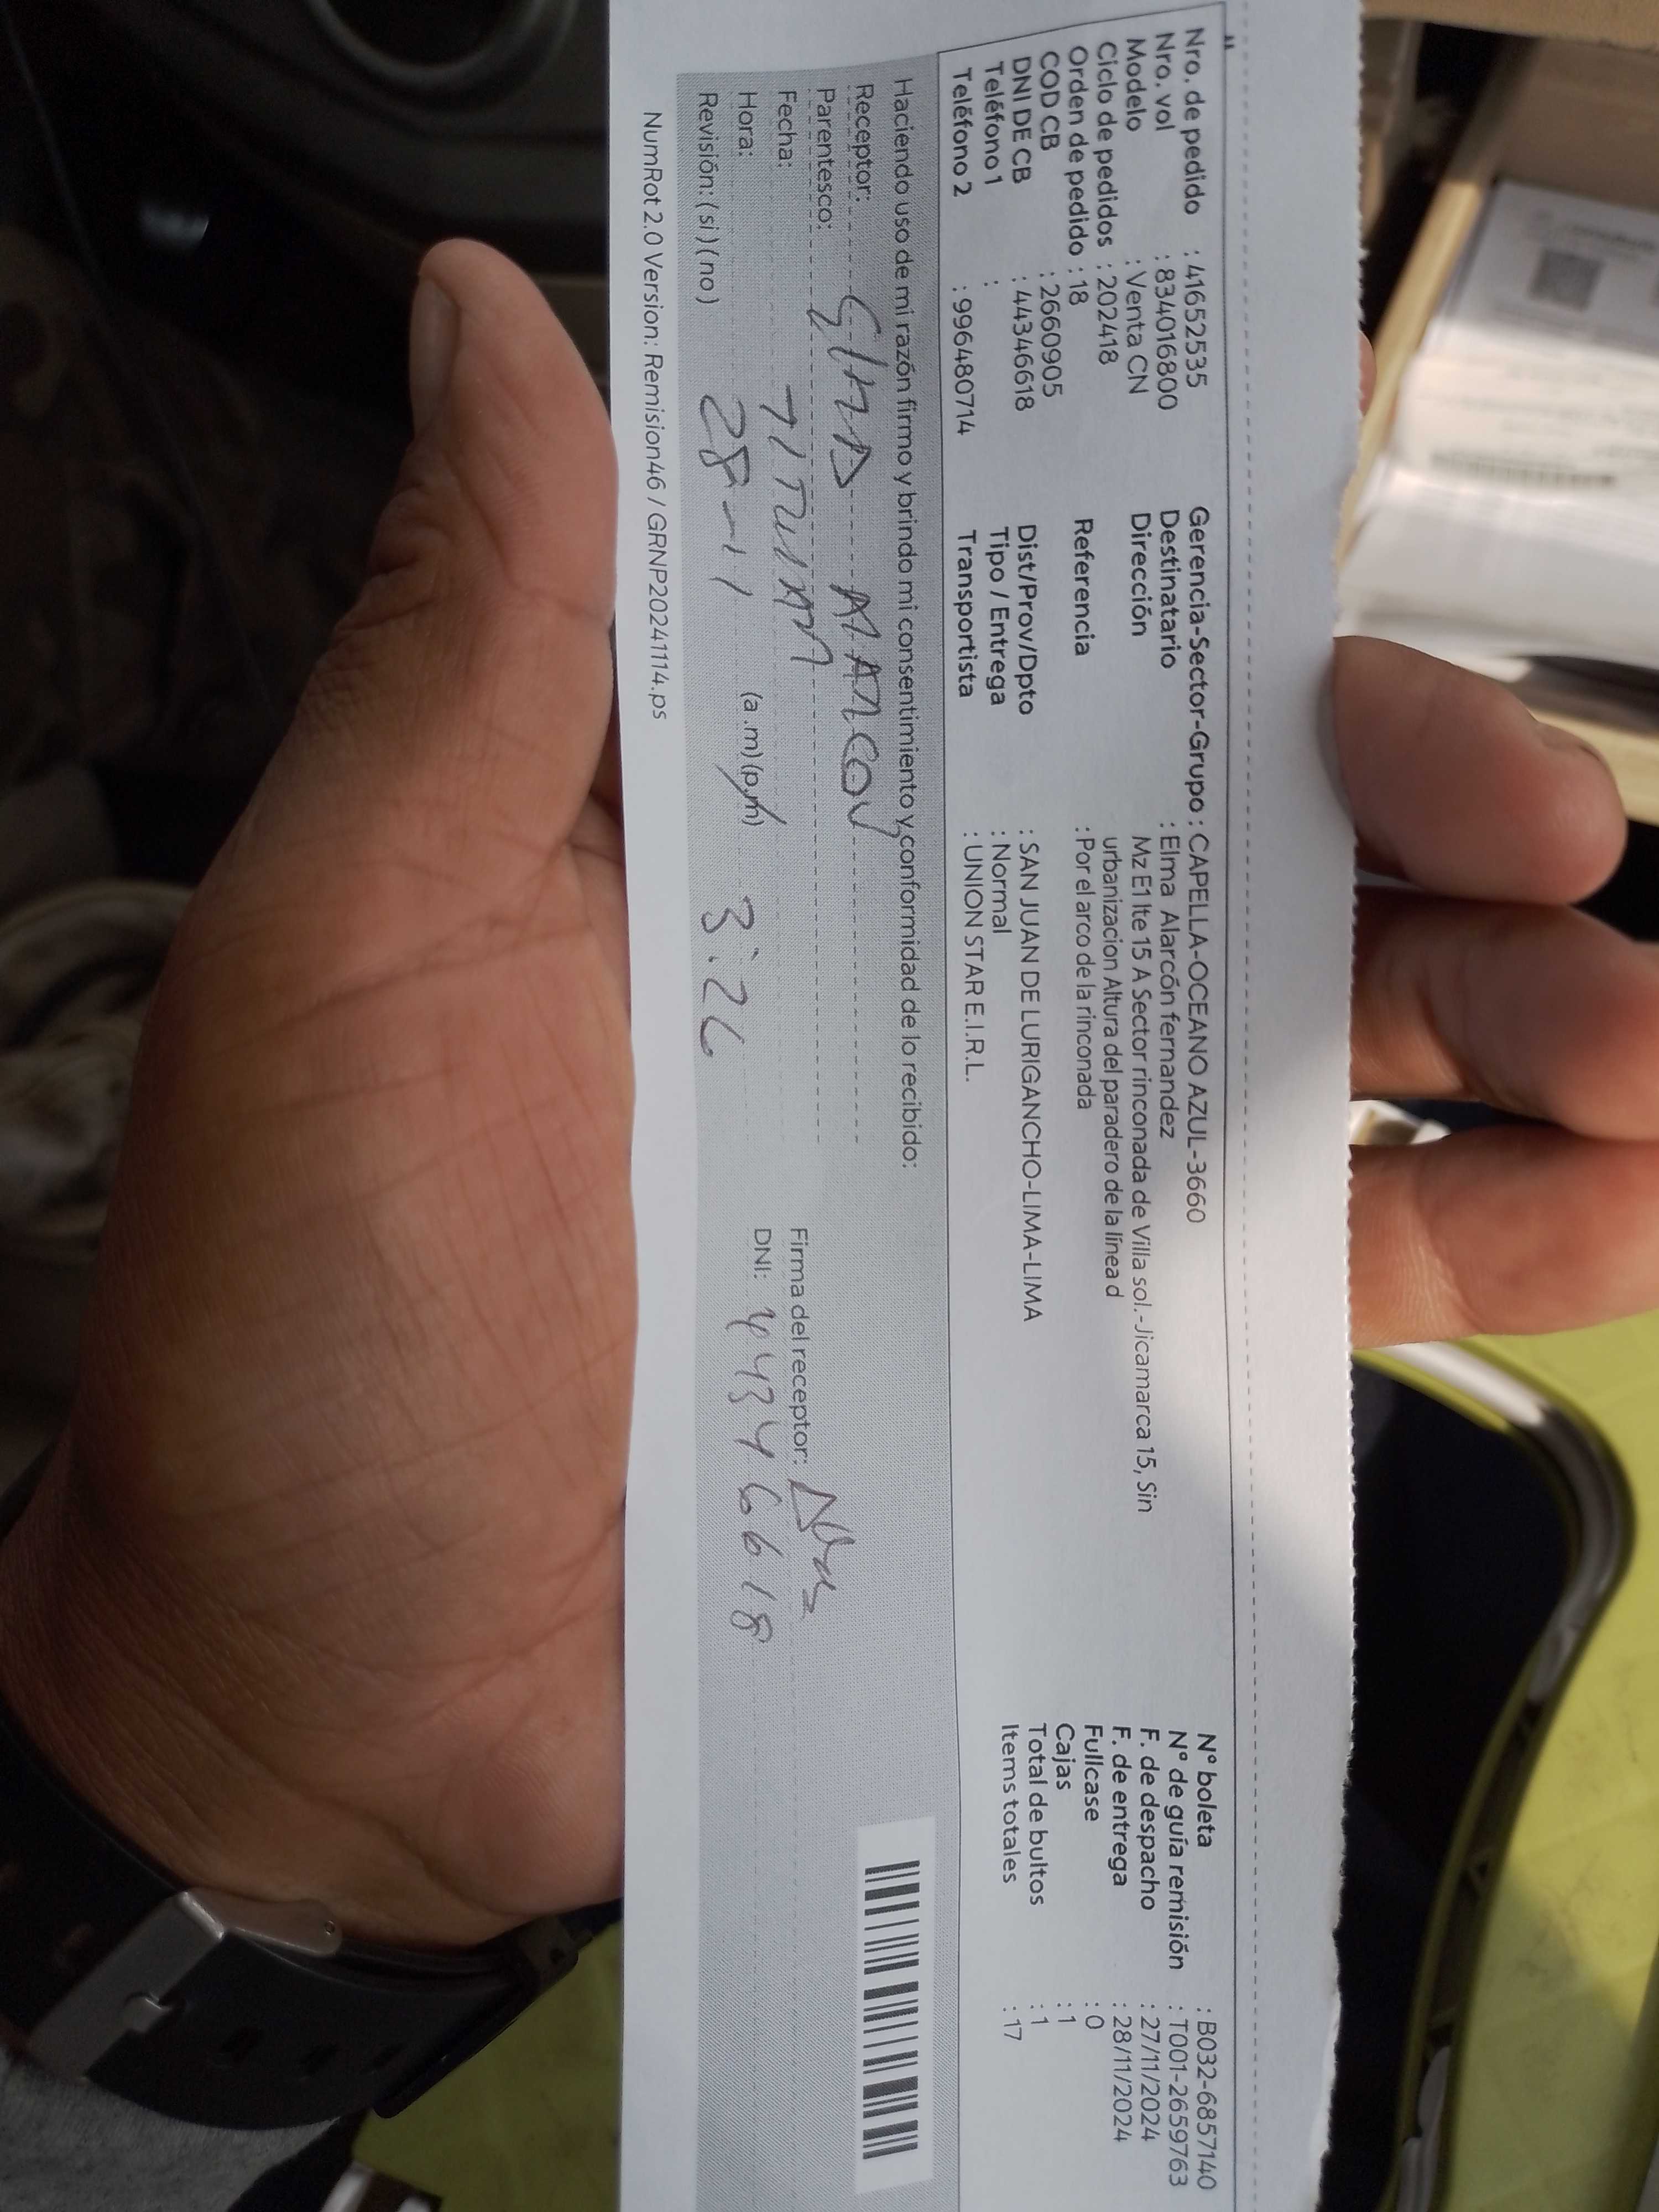 Nro. de pedido : 41652535
Nro. vol : 834016800
Modelo : Venta CN
Ciclo de pedidos : 202418
Orden de pedido : 18
COD CB : 2660905
DNI DE CB : 44346618
Teléfono 1 :
Teléfono 2 : 996480714
Gerencia-Sector-Grupo : CAPELLA-OCEANO AZUL-3660
Destinatario : Elma Alarcón fernandez
Dirección Mz E1 lte 15 A Sector rinconada de Villa sol.-Jicamarca 15, Sin
urbanizacion Altura del paradero de la línea d
Referencia : Por el arco de la rinconada
Dist/Prov/Dpto : SAN JUAN DE LURIGANCHO-LIMA-LIMA
Tipo / Entrega : Normal
Transportista : UNION STAR E.I.R.L.
N° boleta : B032-6857140
N° de guía remisión : T001-2659763
F. de despacho : 27/11/2024
F. de entrega : 28/11/2024
Fullcase : 0
Cajas : 1
Total de bultos : 1
Items totales : 17
Haciendo uso de mi razón firmo y brindo mi consentimiento y conformidad de lo recibido:
Receptor: ALARCON
Parentesco: TITULAR
Fecha: 28-11
Hora: (a.m) (p.m) 3:26
Revisión: ( si ) ( no )
Firma del receptor:
DNI: 44346618
NumRot 2.0 Version: Remision46 / GRNP20241114.ps